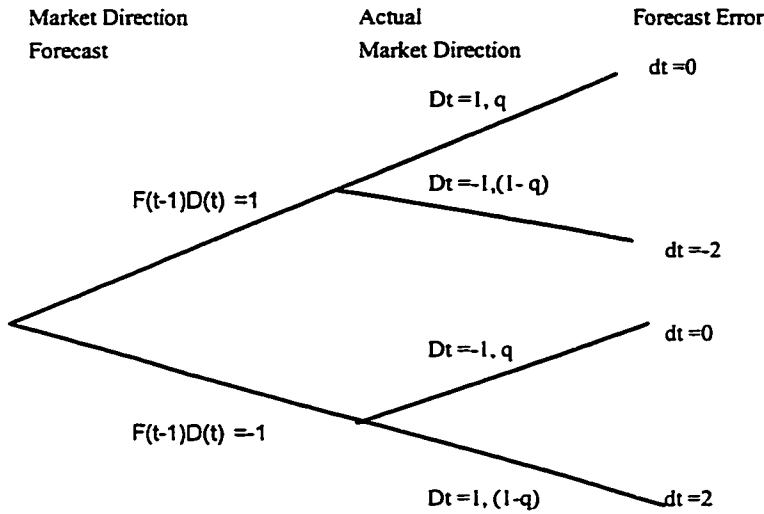 Market Direction
Forecast
Actual
Market Direction
Forecast Error
dt =0
Dt =1, q
Dt =-1,(1- q)
F(t-1)D(t) =1
dt =-2
dt =0
Dt =-1, q
F(t-1)D(t) =-1
Dt =1, (1-q)
dt =2